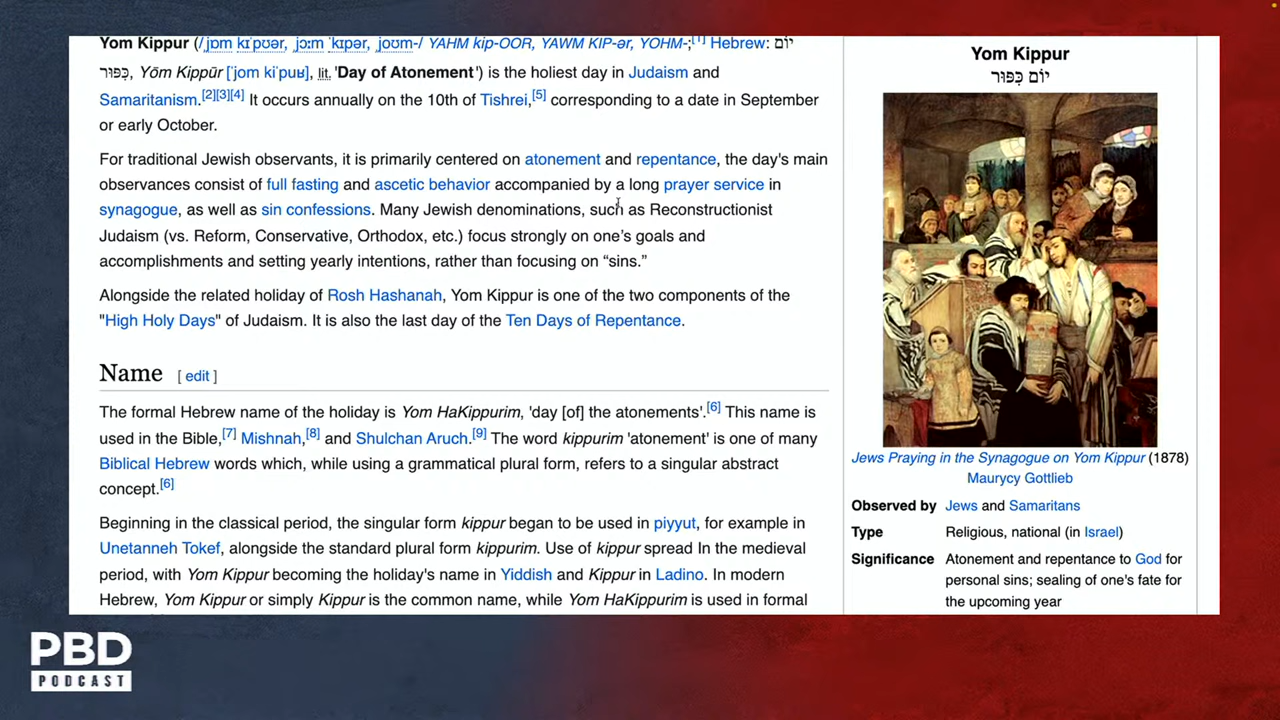 Yom Kippur (/ˌjɒm kɪˈpʊər, ˌjɔːm ˈkɪpər, ˌjoʊm-/ YAHM kip-OOR, YAWM KIP-ər, YOHM-;[1] Hebrew: יוֹם
כִּפּוּר, Yōm Kippūr [ˈjom kiˈpuʁ], lit. 'Day of Atonement') is the holiest day in Judaism and
Samaritanism.[2][3][4] It occurs annually on the 10th of Tishrei,[5] corresponding to a date in September
or early October.
For traditional Jewish observants, it is primarily centered on atonement and repentance, the day's main
observances consist of full fasting and ascetic behavior accompanied by a long prayer service in
synagogue, as well as sin confessions. Many Jewish denominations, such as Reconstructionist
Judaism (vs. Reform, Conservative, Orthodox, etc.) focus strongly on one’s goals and
accomplishments and setting yearly intentions, rather than focusing on “sins.”
Alongside the related holiday of Rosh Hashanah, Yom Kippur is one of the two components of the
"High Holy Days" of Judaism. It is also the last day of the Ten Days of Repentance.
Name [ edit ]
The formal Hebrew name of the holiday is Yom HaKippurim, 'day [of] the atonements'.[6] This name is
used in the Bible,[7] Mishnah,[8] and Shulchan Aruch.[9] The word kippurim 'atonement' is one of many
Biblical Hebrew words which, while using a grammatical plural form, refers to a singular abstract
concept.[6]
Beginning in the classical period, the singular form kippur began to be used in piyyut, for example in
Unetanneh Tokef, alongside the standard plural form kippurim. Use of kippur spread In the medieval
period, with Yom Kippur becoming the holiday's name in Yiddish and Kippur in Ladino. In modern
Hebrew, Yom Kippur or simply Kippur is the common name, while Yom HaKippurim is used in formal
Yom Kippur
יוֹם כִּפּוּר
Jews Praying in the Synagogue on Yom Kippur (1878)
Maurycy Gottlieb
Observed by Jews and Samaritans
Type Religious, national (in Israel)
Significance Atonement and repentance to God for
personal sins; sealing of one's fate for
the upcoming year
PBD
PODCAST